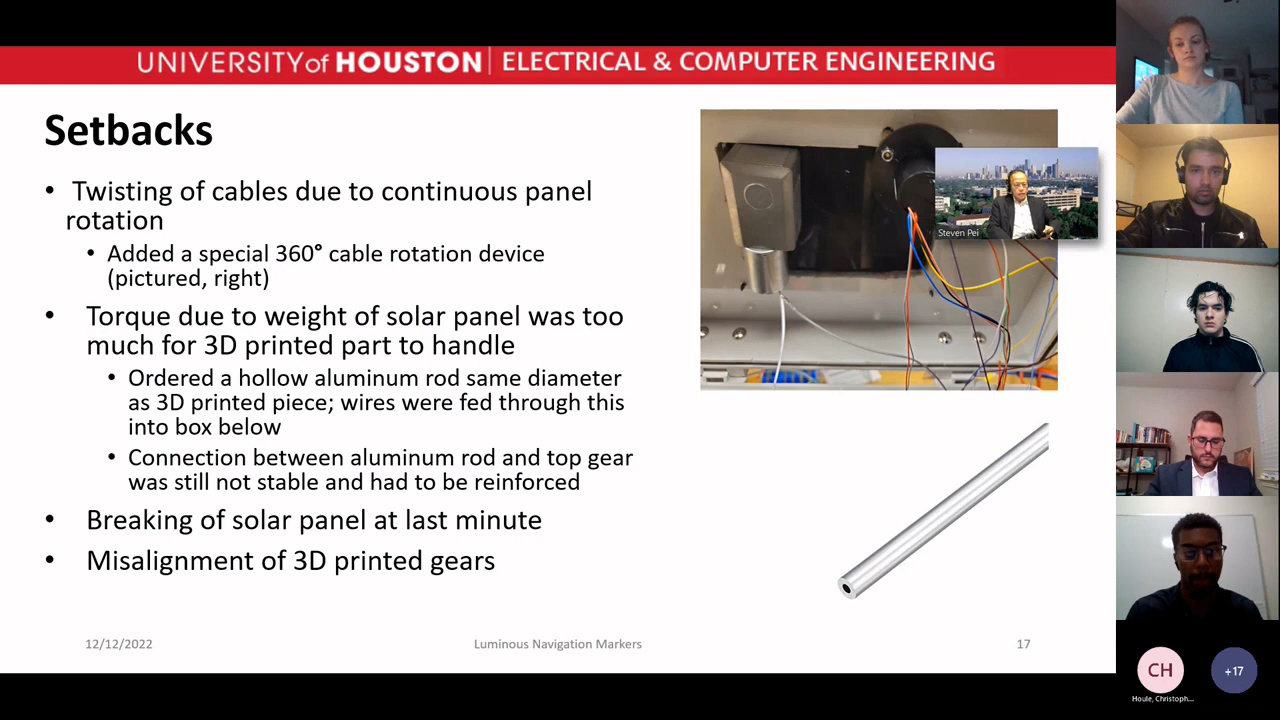 UNIVERSITY of HOUSTON | ELECTRICAL & COMPUTER ENGINEERING
Setbacks
• Twisting of cables due to continuous panel
rotation
• Added a special 360° cable rotation device
(pictured, right)
• Torque due to weight of solar panel was too
much for 3D printed part to handle
• Ordered a hollow aluminum rod same diameter
as 3D printed piece; wires were fed through this
into box below
• Connection between aluminum rod and top gear
was still not stable and had to be reinforced
• Breaking of solar panel at last minute
• Misalignment of 3D printed gears
Steven Pei
12/12/2022
Luminous Navigation Markers
17
CH
+17
Houle, Christoph...